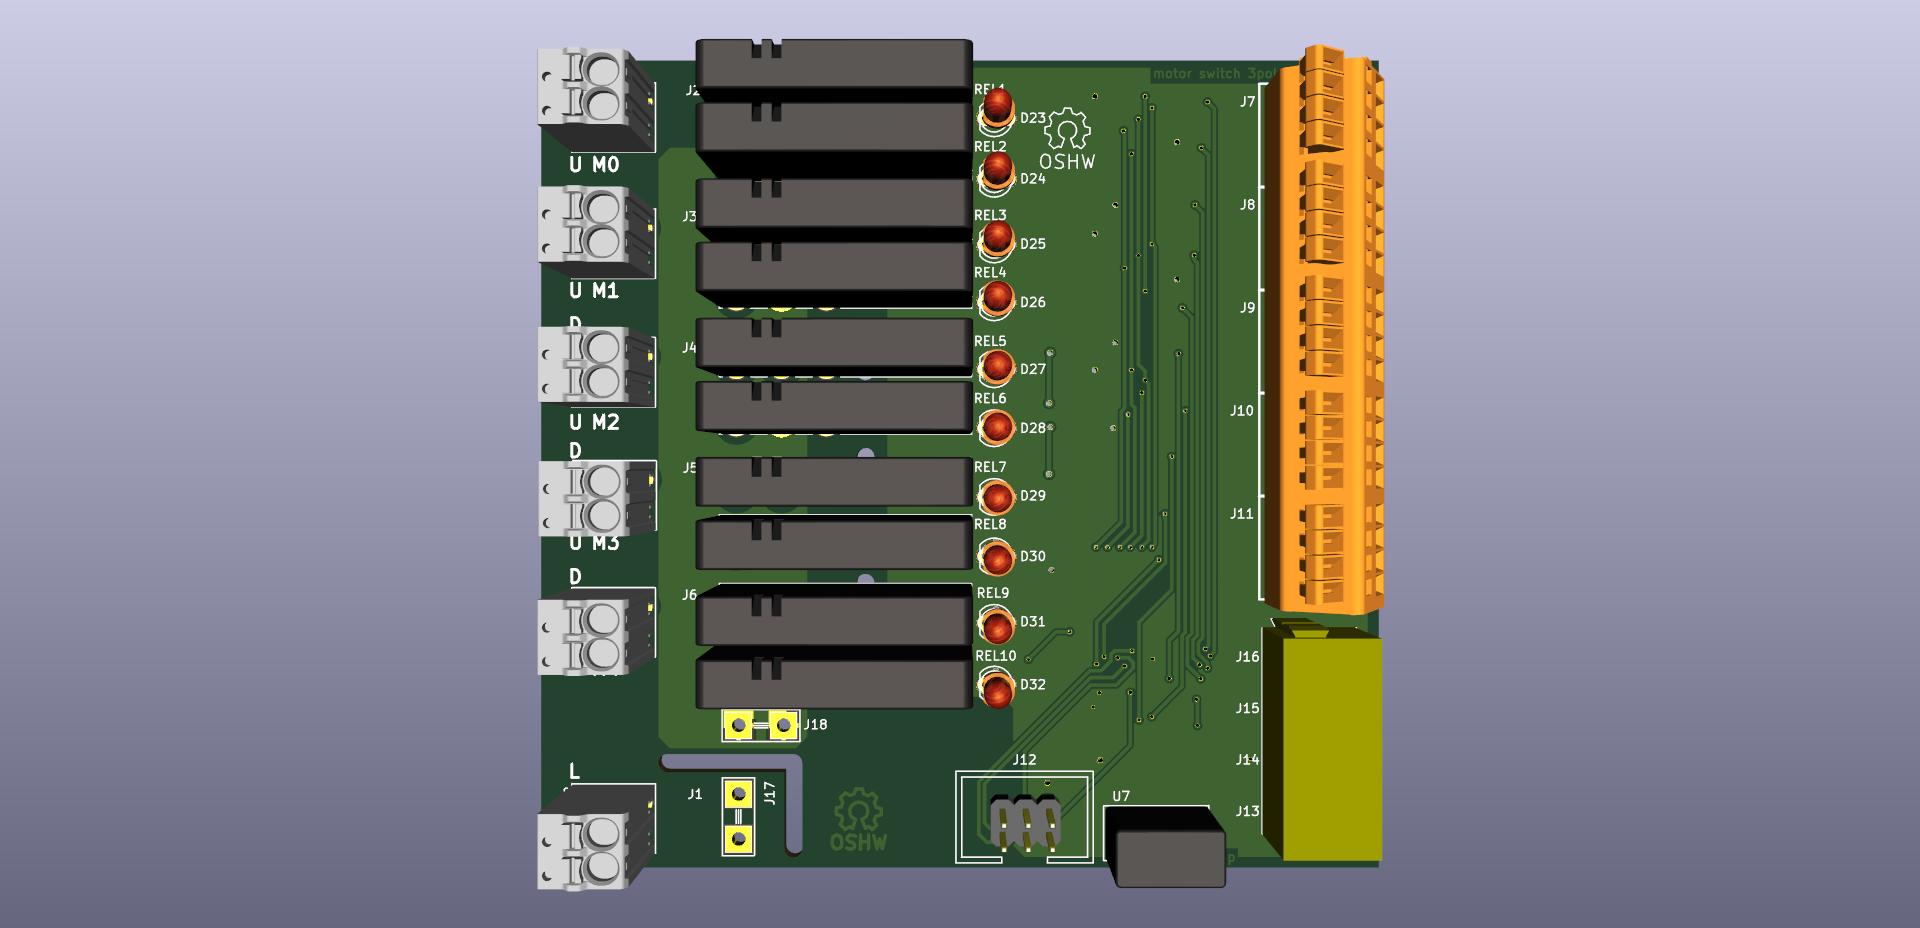 motor switch 3pol
J2
REL1
J7
D23
OSHW
REL2
U M0
D24
J8
J3
REL3
D25
REL4
U M1
D26
J9
D
REL5
J4
D27
REL6
J10
U M2
D28
D
REL7
J5
D29
J11
REL8
U M3
D30
D
REL9
J6
D31
REL10
J16
D32
J15
J18
L
J12
J14
J1
J17
U7
J13
OSHW
p